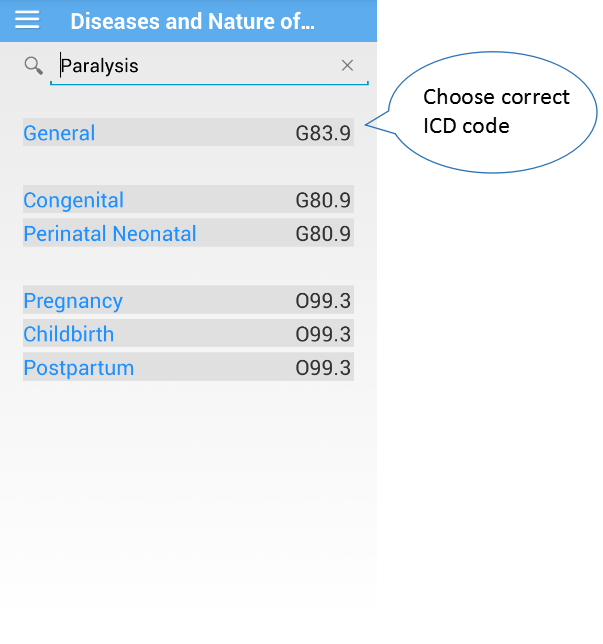 Diseases and Nature of...
Paralysis
Choose correct
ICD code
General G83.9
Congenital G80.9
Perinatal Neonatal G80.9
Pregnancy O99.3
Childbirth O99.3
Postpartum O99.3